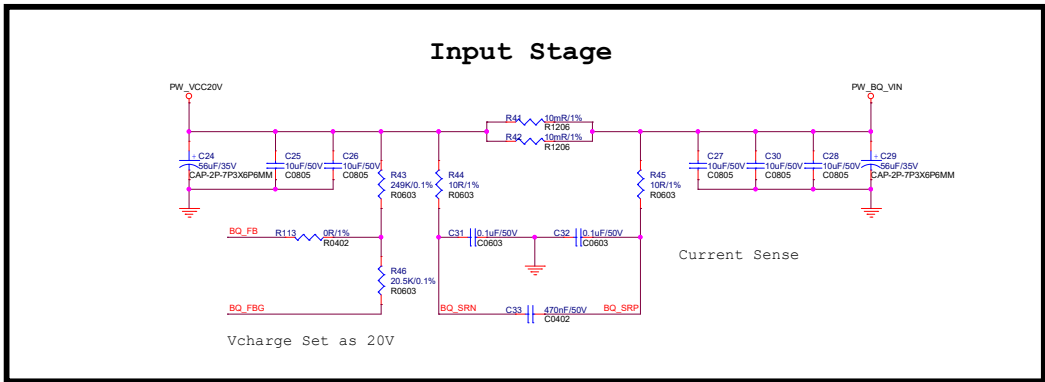 Input Stage
PW_VCC20V
PW_BQ_VIN
R41 10mR/1%
R1206
R42 10mR/1%
R1206
+ C24
56uF/35V
CAP-2P-7P3X6P6MM
C25
10uF/50V
C0805
C26
10uF/50V
C0805
R43
249K/0.1%
R0603
R44
10R/1%
R0603
R45
10R/1%
R0603
C27
10uF/50V
C0805
C30
10uF/50V
C0805
C28
10uF/50V
C0805
+ C29
56uF/35V
CAP-2P-7P3X6P6MM
BQ_FB
R113 0R/1%
R0402
C31 0.1uF/50V
C0603
C32 0.1uF/50V
C0603
Current Sense
R46
20.5K/0.1%
R0603
BQ_FBG
BQ_SRN
C33 470nF/50V
C0402
BQ_SRP
Vcharge Set as 20V